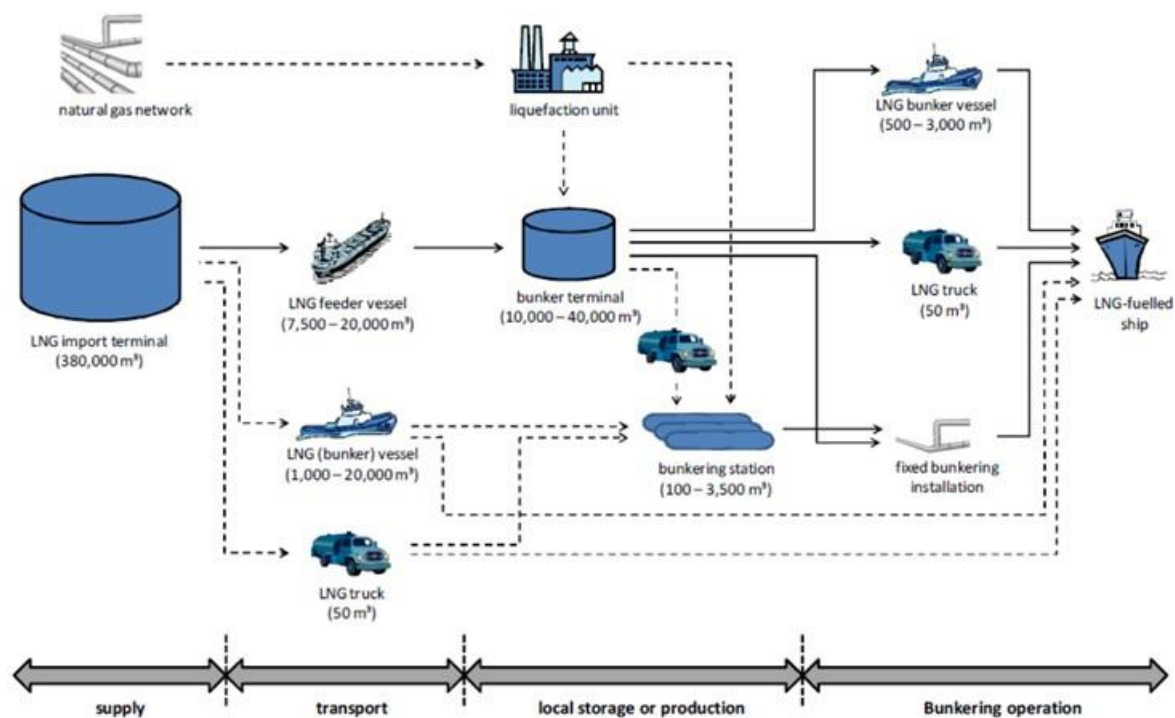 natural gas network
liquefaction unit
LNG bunker vessel
(500 – 3,000 m³)
LNG import terminal
(380,000 m³)
LNG feeder vessel
(7,500 – 20,000 m³)
bunker terminal
(10,000 – 40,000 m³)
LNG truck
(50 m³)
LNG-fuelled
ship
LNG (bunker) vessel
(1,000 – 20,000 m³)
bunkering station
(100 – 3,500 m³)
fixed bunkering
installation
LNG truck
(50 m³)
supply
transport
local storage or production
Bunkering operation